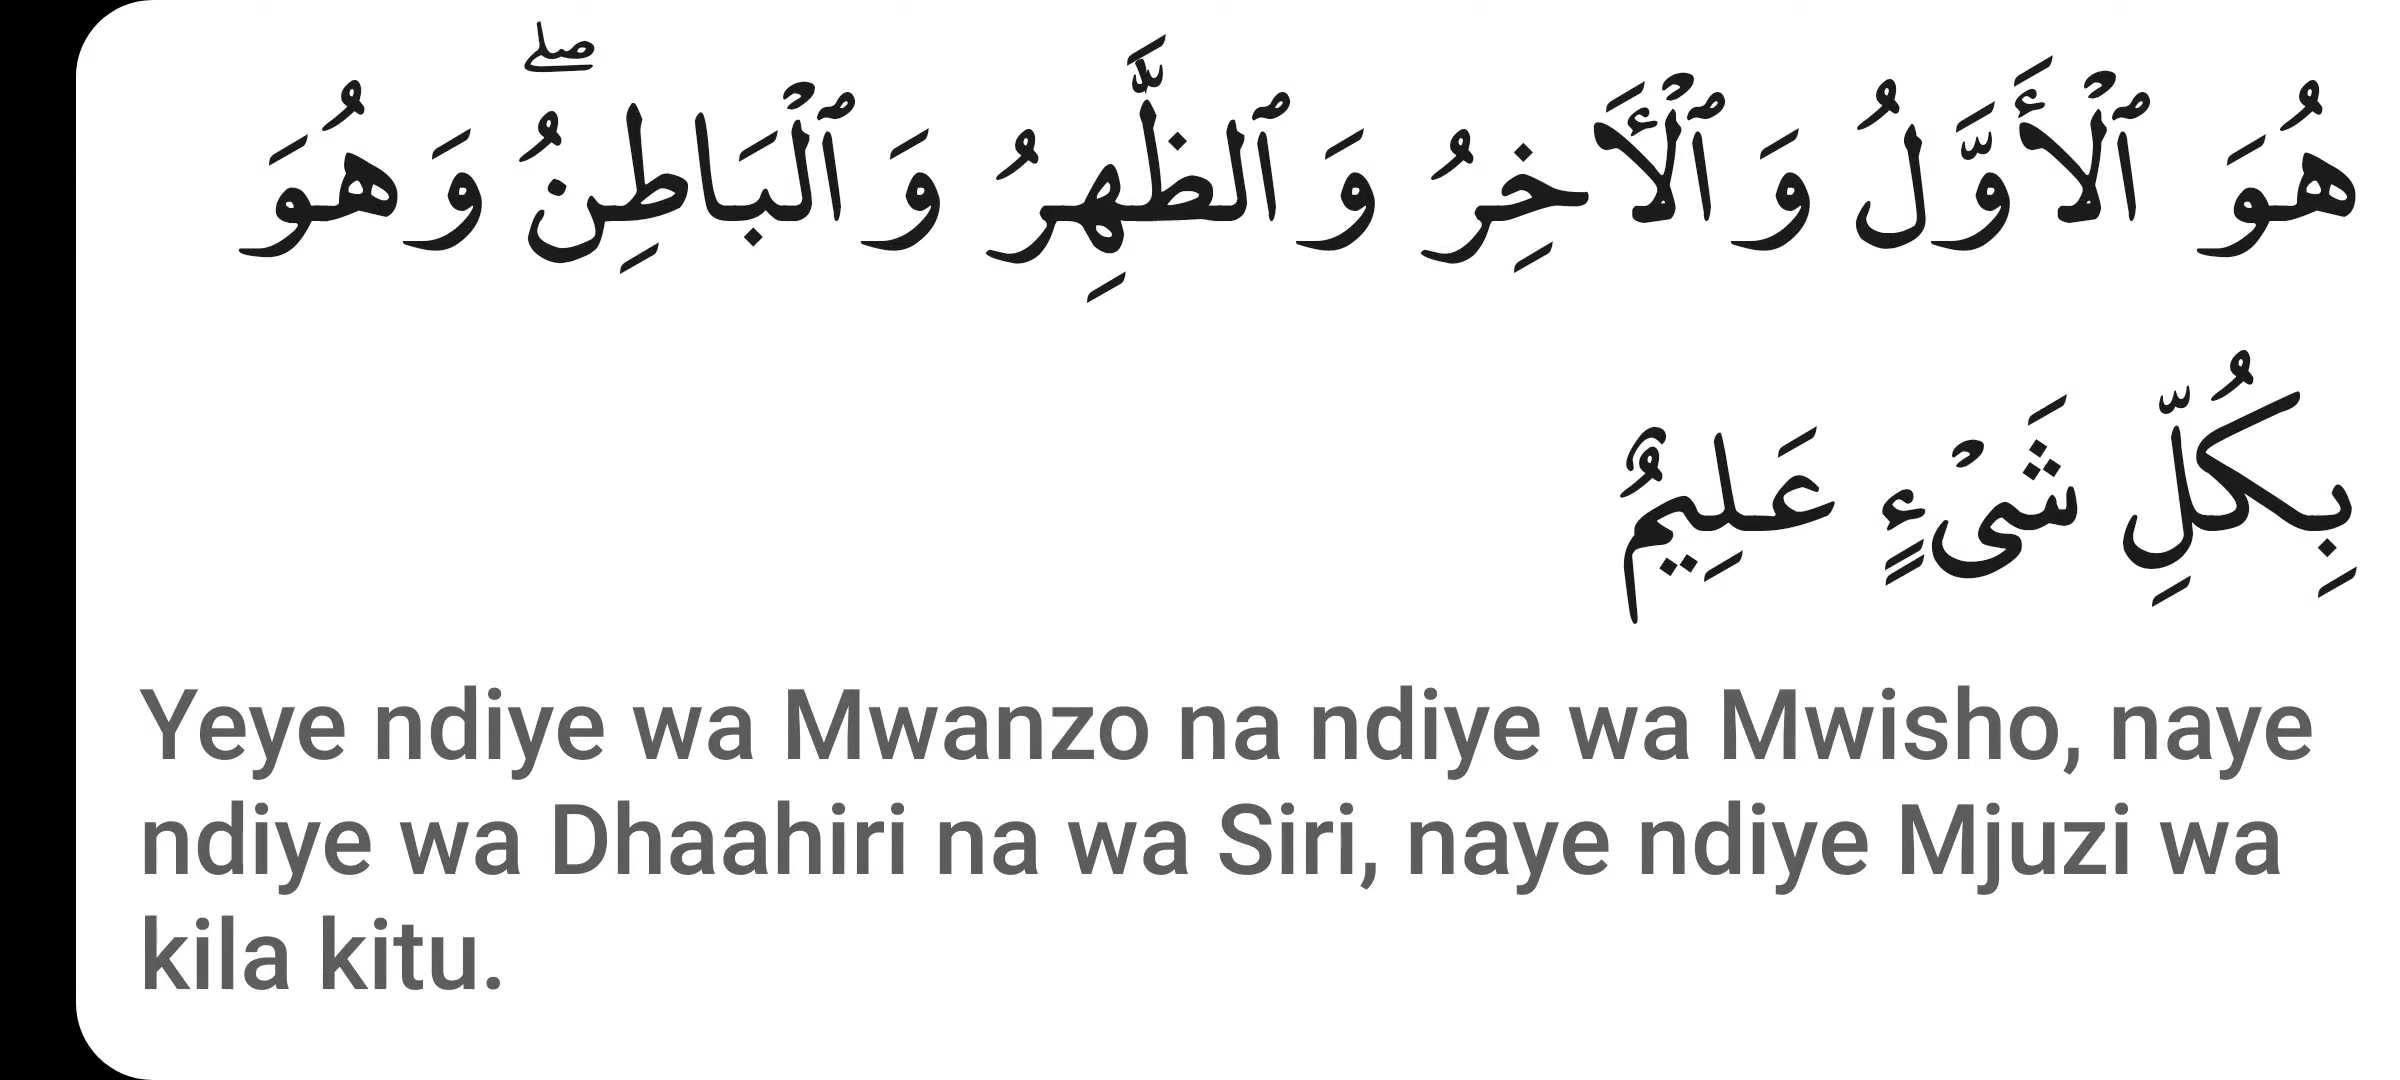 هُوَ ٱلْأَوَّلُ وَٱلْأَخِرُ وَٱلظَّهِرُ وَٱلْبَاطِنُ ۖ وَهُوَ
بِكُلِّ شَىْءٍ عَلِيمٌ
Yeye ndiye wa Mwanzo na ndiye wa Mwisho, naye
ndiye wa Dhaahiri na wa Siri, naye ndiye Mjuzi wa
kila kitu.